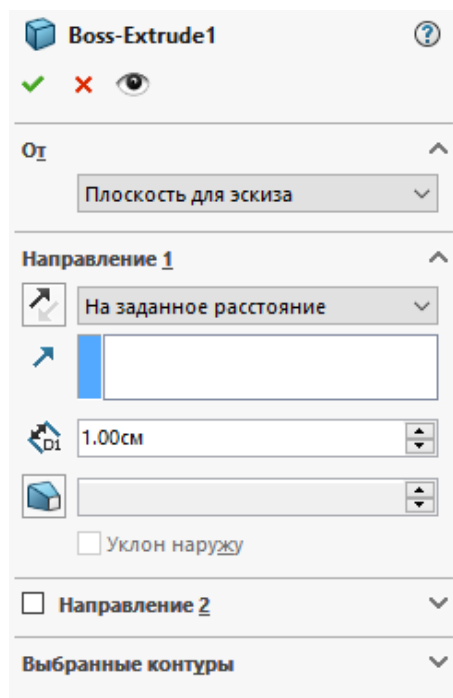 Boss-Extrude1
От
Плоскость для эскиза
Направление 1
На заданное расстояние
D1
1.00см
Уклон наружу
Направление 2
Выбранные контуры